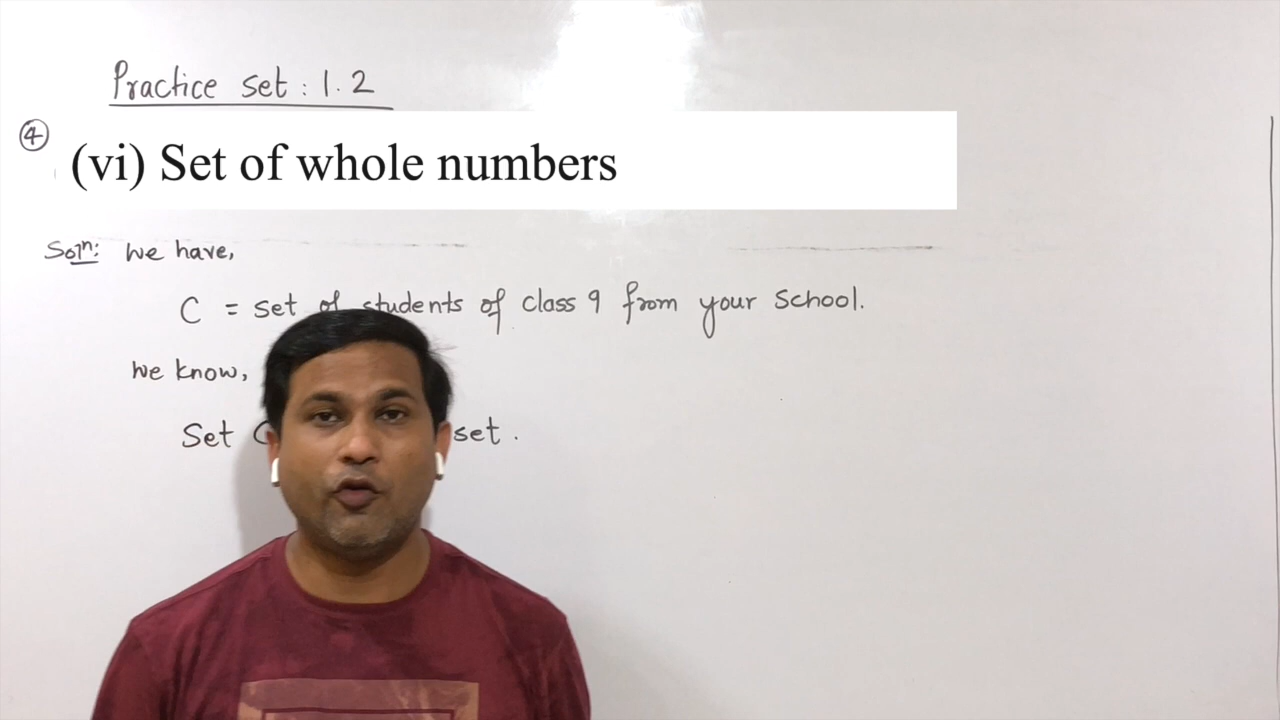 Practice set : 1.2
4
(vi) Set of whole numbers
Soln: We have,
C = set of students of class 9 from your School.
We know,
Set C set.